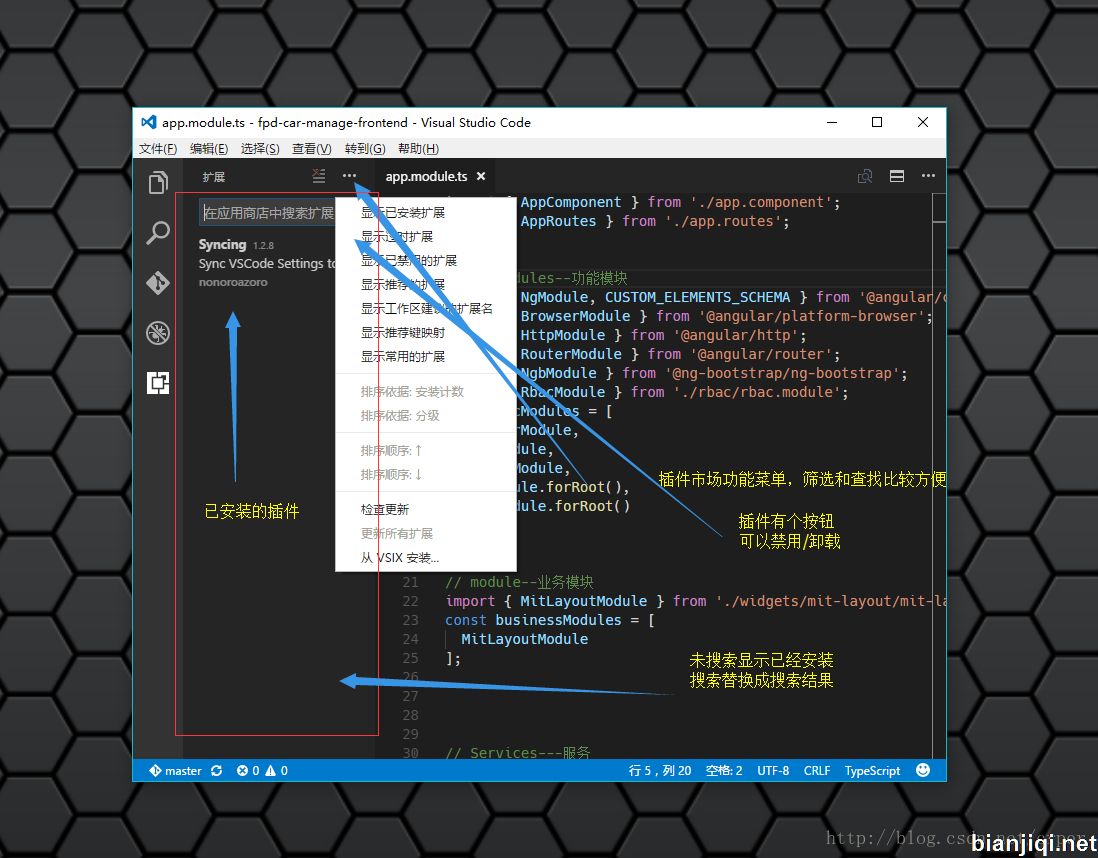 app.module.ts - fpd-car-manage-frontend - Visual Studio Code
文件(F) 编辑(E) 选择(S) 查看(V) 转到(G) 帮助(H)
扩展
app.module.ts
在应用商店中搜索扩展
Syncing 1.2.8
Sync VSCode Settings to
nonoroazoro
显示已安装扩展
显示过时扩展
显示已禁用的扩展
显示推荐的扩展
显示工作区建议的扩展名
显示推荐键映射
显示常用的扩展
排序依据: 安装计数
排序依据: 分级
排序顺序: ↑
排序顺序: ↓
检查更新
更新所有扩展
从 VSIX 安装...
AppComponent } from './app.component';
AppRoutes } from './app.routes';
dules--功能模块
NgModule, CUSTOM_ELEMENTS_SCHEMA } from '@angular/c
BrowserModule } from '@angular/platform-browser';
HttpModule } from '@angular/http';
RouterModule } from '@angular/router';
NgbModule } from '@ng-bootstrap/ng-bootstrap';
RbacModule } from './rbac/rbac.module';
cModules = [
rModule,
dule,
Module,
le.forRoot(),
dule.forRoot()
21 // module--业务模块
22 import { MitLayoutModule } from './widgets/mit-layout/mit-la
23 const businessModules = [
24 MitLayoutModule
25 ];
26
27
28
29
30 // Services---服务
已安装的插件
插件市场功能菜单，筛选和查找比较方便
插件有个按钮
可以禁用/卸载
未搜索显示已经安装
搜索替换成搜索结果
master 0 0 行 5，列 20 空格: 2 UTF-8 CRLF TypeScript
bianjiqi.net